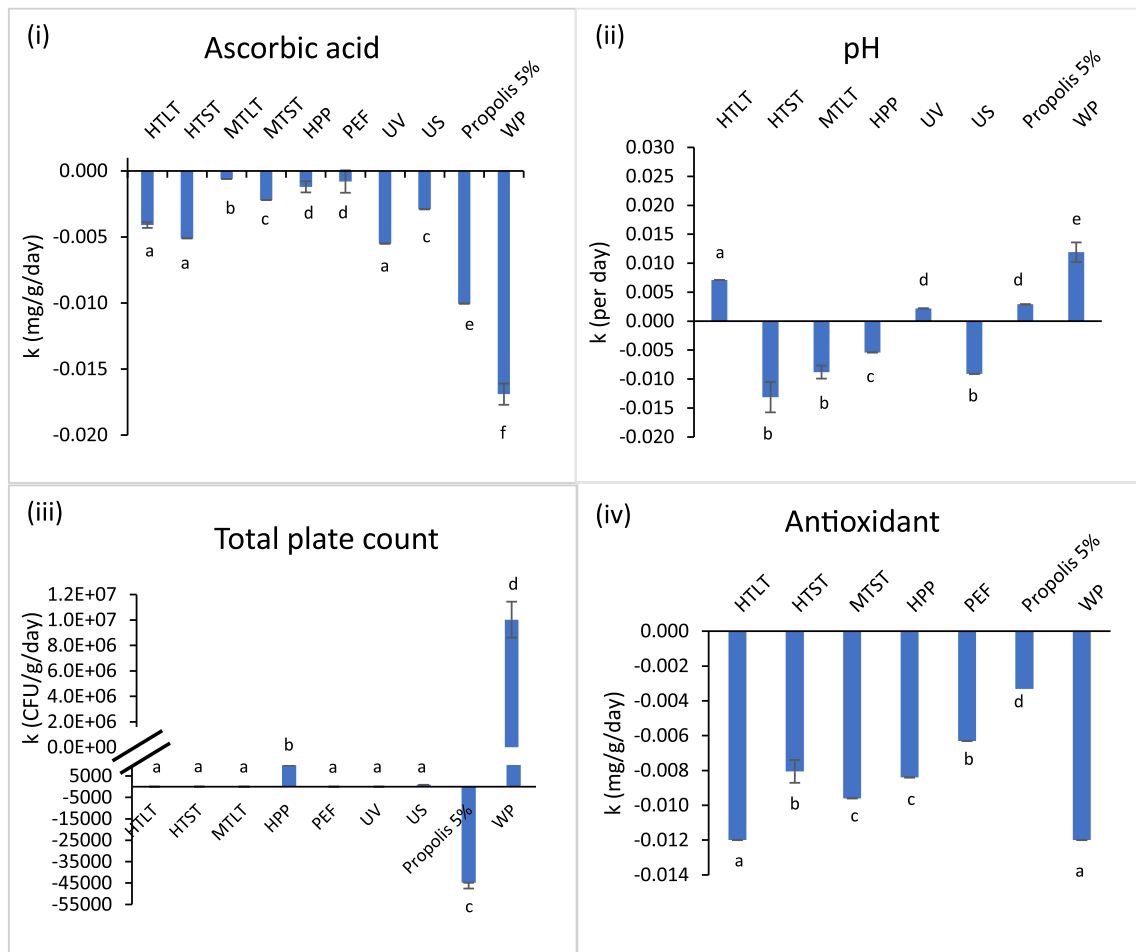 (i)
Ascorbic acid
HTLT HTST MTLT MTST HPP PEF UV US Propolis 5% WP
k (mg/g/day)
0.000
-0.005
-0.010
-0.015
-0.020
a a b c d d a c e f
(ii)
pH
HTLT HTST MTLT HPP UV US Propolis 5% WP
k (per day)
0.030
0.025
0.020
0.015
0.010
0.005
0.000
-0.005
-0.010
-0.015
-0.020
a b b c d b d e
(iii)
Total plate count
k (CFU/g/day)
1.2E+07
1.0E+07
8.0E+06
6.0E+06
4.0E+06
2.0E+06
0.0E+00
5000
-5000
-15000
-25000
-35000
-45000
-55000
a a a b a a a c d
HTLT HTST MTLT HPP PEF UV US Propolis 5% WP
(iv)
Antioxidant
HTLT HTST MTST HPP PEF Propolis 5% WP
k (mg/g/day)
0.000
-0.002
-0.004
-0.006
-0.008
-0.010
-0.012
-0.014
a b c c b d a